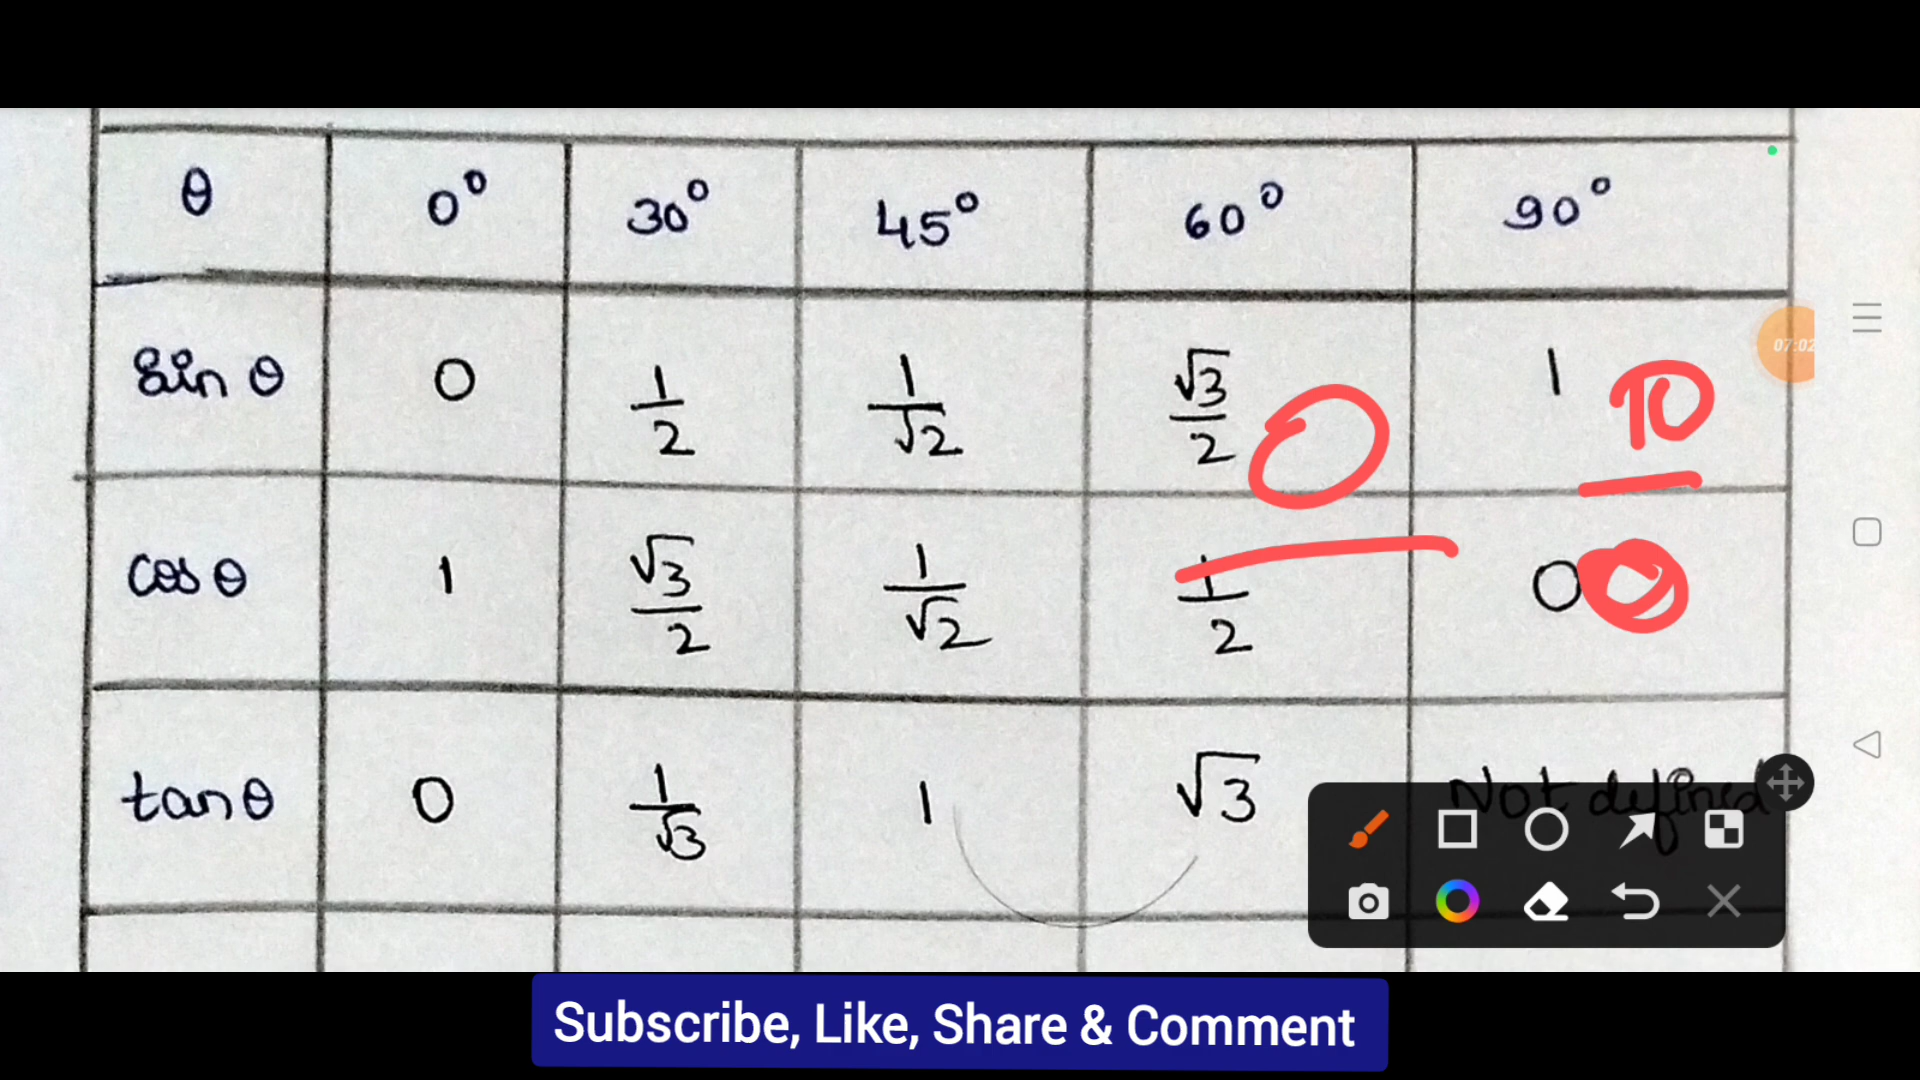 θ 0° 30° 45° 60° 90°
sin θ 0 1/2 1/√2 √3/2 1 10
cos θ 1 √3/2 1/√2 1/2 0 0
tan θ 0 1/√3 1 √3 Not defined
07:02
Subscribe, Like, Share & Comment